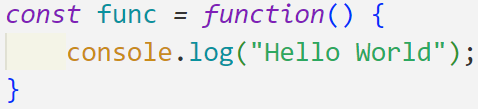 const func = function() {
    console.log("Hello World");
}